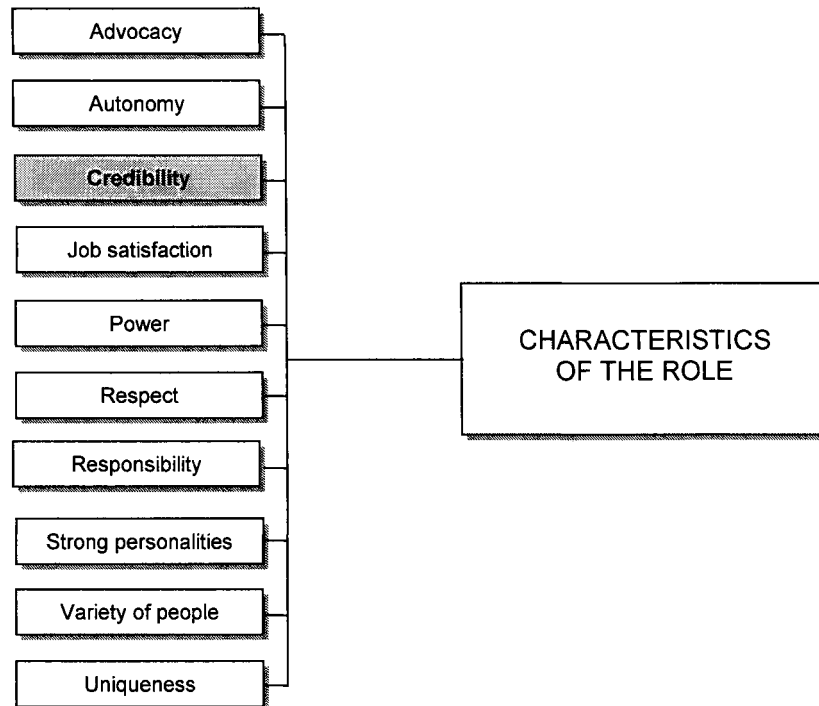 Advocacy
Autonomy
Credibility
Job satisfaction
Power
Respect
Responsibility
Strong personalities
Variety of people
Uniqueness
CHARACTERISTICS
OF THE ROLE